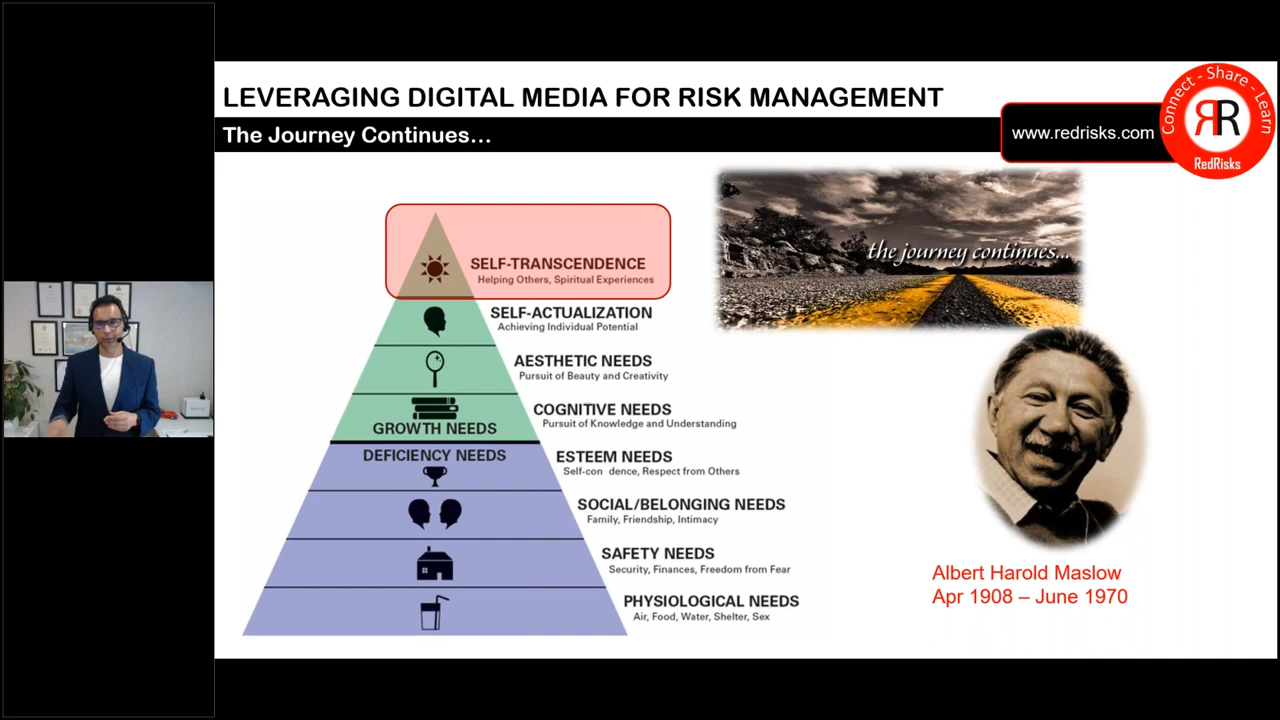 LEVERAGING DIGITAL MEDIA FOR RISK MANAGEMENT
The Journey Continues...
www.redrisks.com
Connect - Share - Learn
RR
RedRisks
the journey continues...
SELF-TRANSCENDENCE
Helping Others, Spiritual Experiences
SELF-ACTUALIZATION
Achieving Individual Potential
AESTHETIC NEEDS
Pursuit of Beauty and Creativity
COGNITIVE NEEDS
Pursuit of Knowledge and Understanding
GROWTH NEEDS
DEFICIENCY NEEDS
ESTEEM NEEDS
Self-con dence, Respect from Others
SOCIAL/BELONGING NEEDS
Family, Friendship, Intimacy
SAFETY NEEDS
Security, Finances, Freedom from Fear
PHYSIOLOGICAL NEEDS
Air, Food, Water, Shelter, Sex
Albert Harold Maslow
Apr 1908 – June 1970